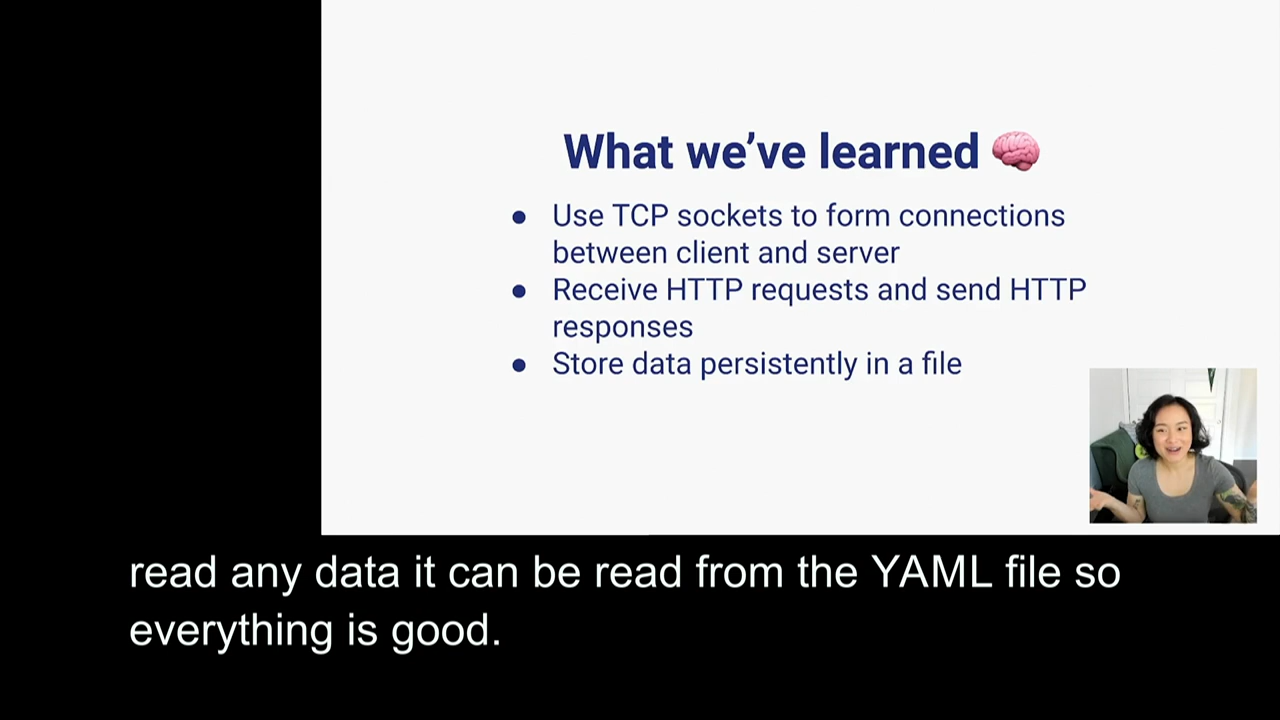 What we've learned 🧠
● Use TCP sockets to form connections
between client and server
● Receive HTTP requests and send HTTP
responses
● Store data persistently in a file
read any data it can be read from the YAML file so
everything is good.